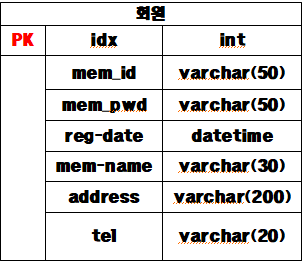 회원
PK idx int
mem_id varchar(50)
mem_pwd varchar(50)
reg-date datetime
mem-name varchar(30)
address varchar(200)
tel varchar(20)